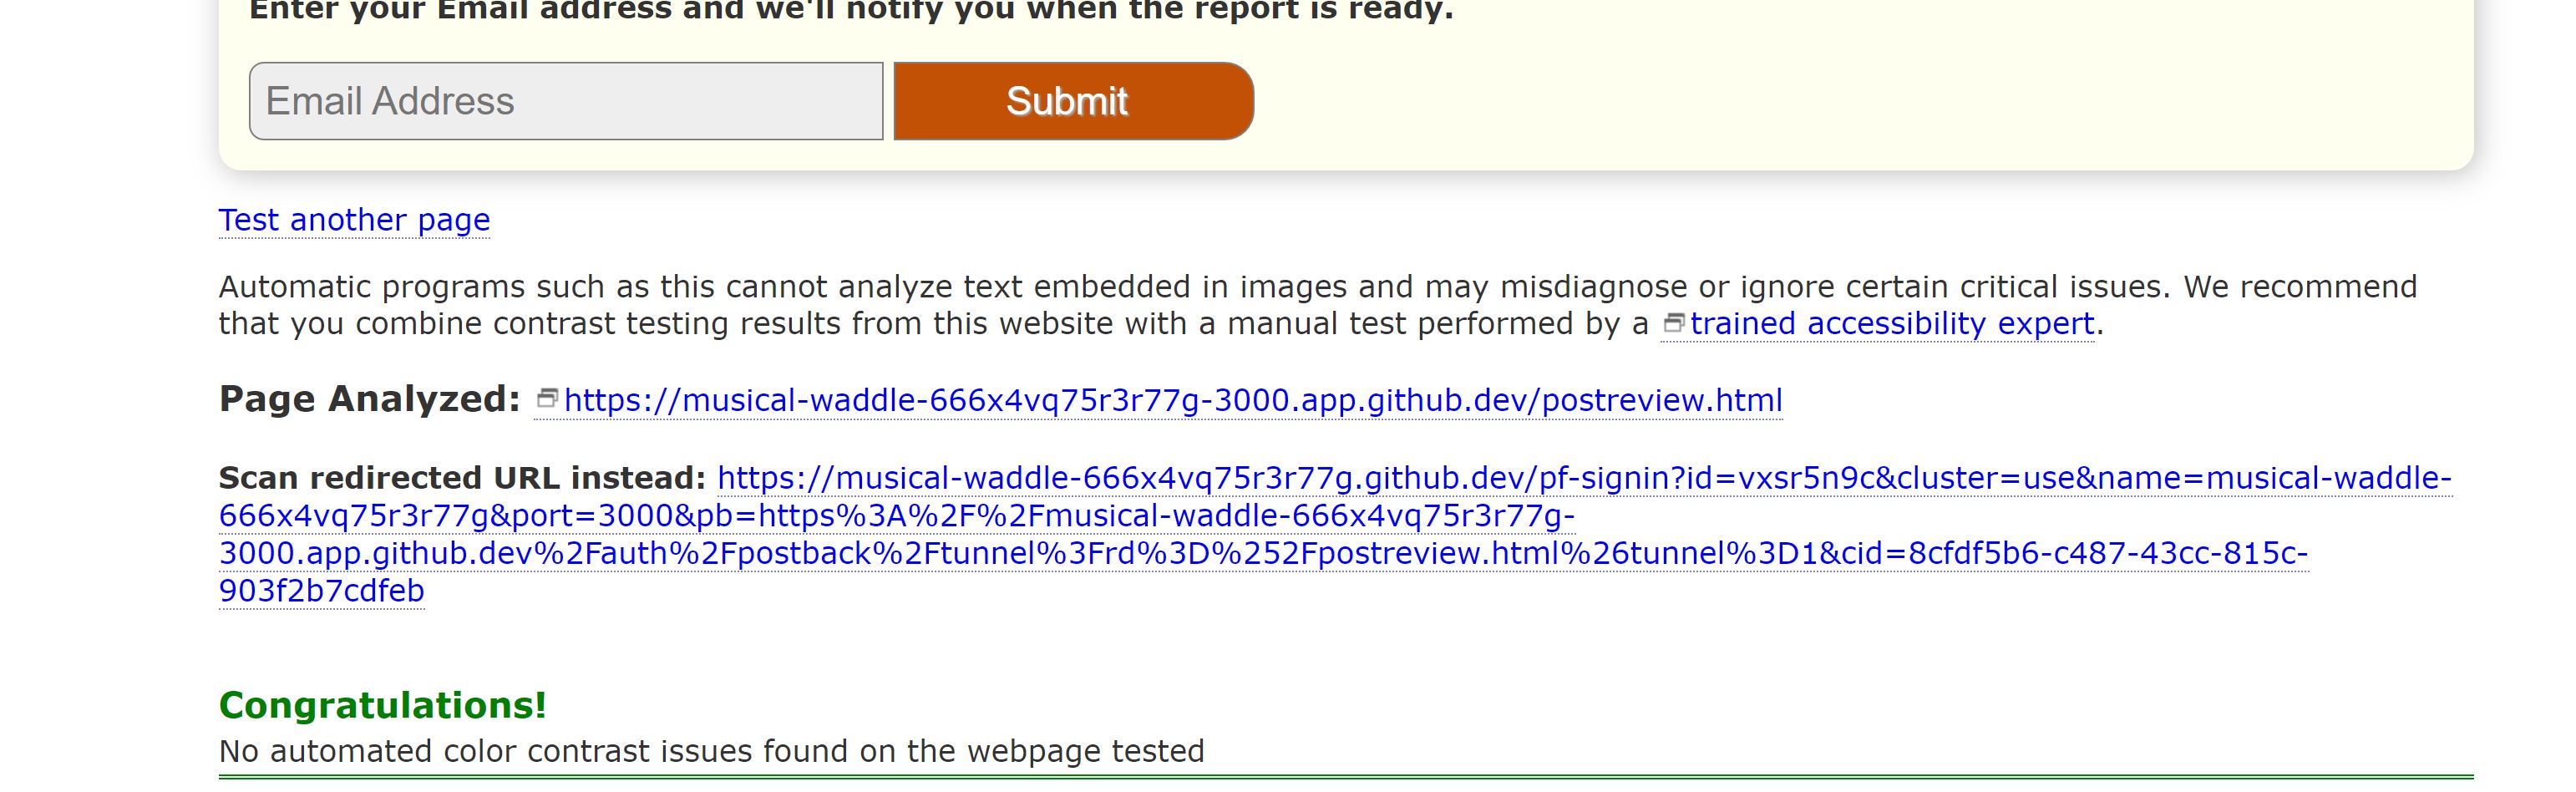 Enter your Email address and we'll notify you when the report is ready.
Email Address
Submit
Test another page
Automatic programs such as this cannot analyze text embedded in images and may misdiagnose or ignore certain critical issues. We recommend
that you combine contrast testing results from this website with a manual test performed by a trained accessibility expert.
Page Analyzed: https://musical-waddle-666x4vq75r3r77g-3000.app.github.dev/postreview.html
Scan redirected URL instead: https://musical-waddle-666x4vq75r3r77g.github.dev/pf-signin?id=vxsr5n9c&cluster=use&name=musical-waddle-
666x4vq75r3r77g&port=3000&pb=https%3A%2F%2Fmusical-waddle-666x4vq75r3r77g-
3000.app.github.dev%2Fauth%2Fpostback%2Ftunnel%3Frd%3D%252Fpostreview.html%26tunnel%3D1&cid=8cfdf5b6-c487-43cc-815c-
903f2b7cdfeb
Congratulations!
No automated color contrast issues found on the webpage tested